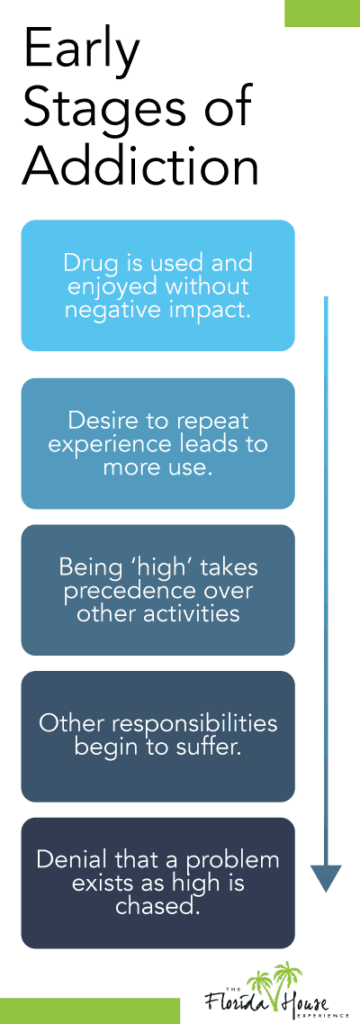 Early
Stages of
Addiction
Drug is used and
enjoyed without
negative impact.
Desire to repeat
experience leads to
more use.
Being ‘high’ takes
precedence over
other activities
Other responsibilities
begin to suffer.
Denial that a problem
exists as high is
chased.
THE
Florida House
EXPERIENCE